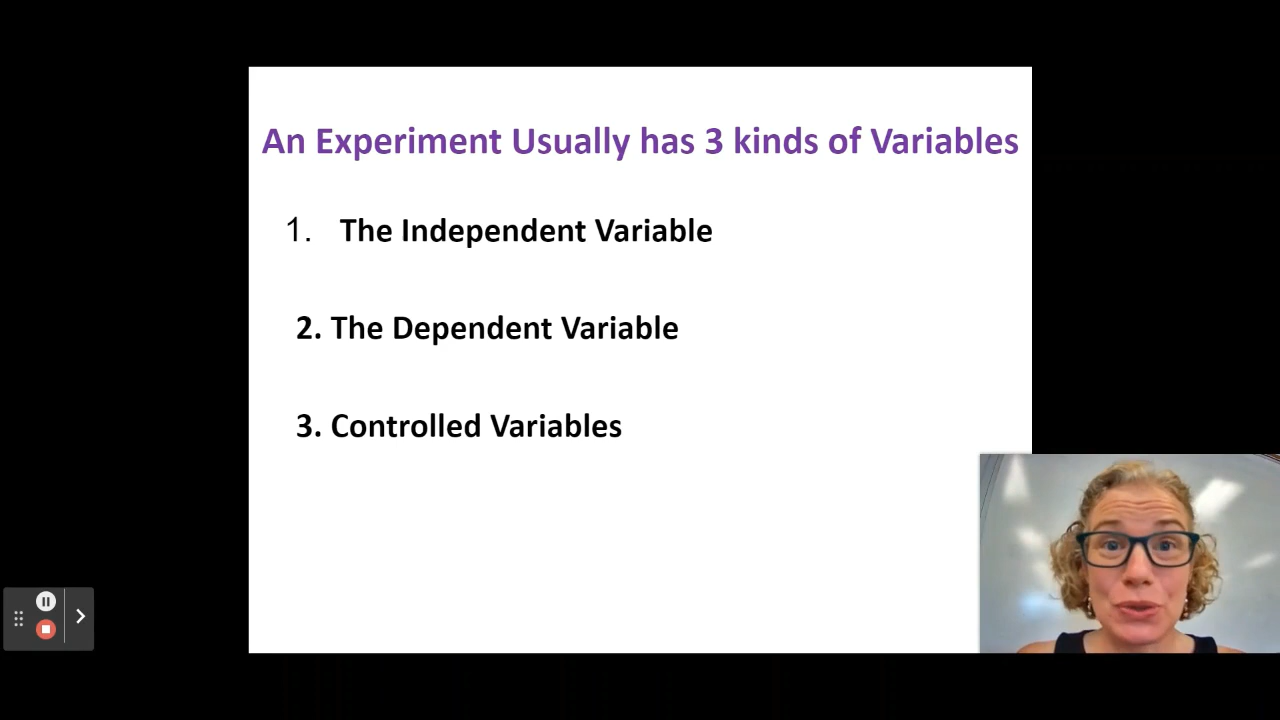 An Experiment Usually has 3 kinds of Variables
1. The Independent Variable
2. The Dependent Variable
3. Controlled Variables